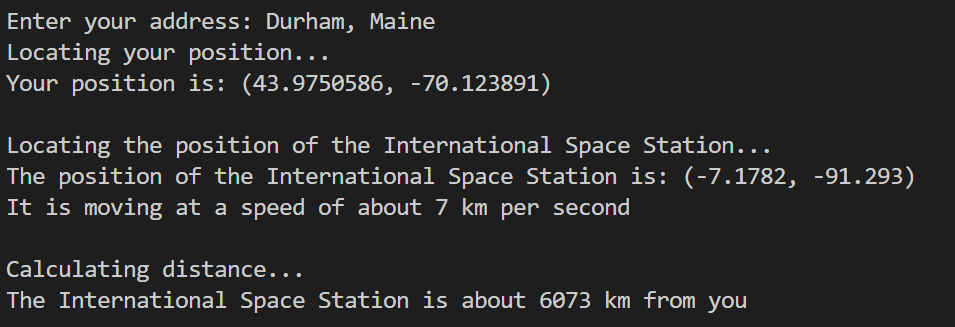 Enter your address: Durham, Maine
Locating your position...
Your position is: (43.9750586, -70.123891)
Locating the position of the International Space Station...
The position of the International Space Station is: (-7.1782, -91.293)
It is moving at a speed of about 7 km per second
Calculating distance...
The International Space Station is about 6073 km from you